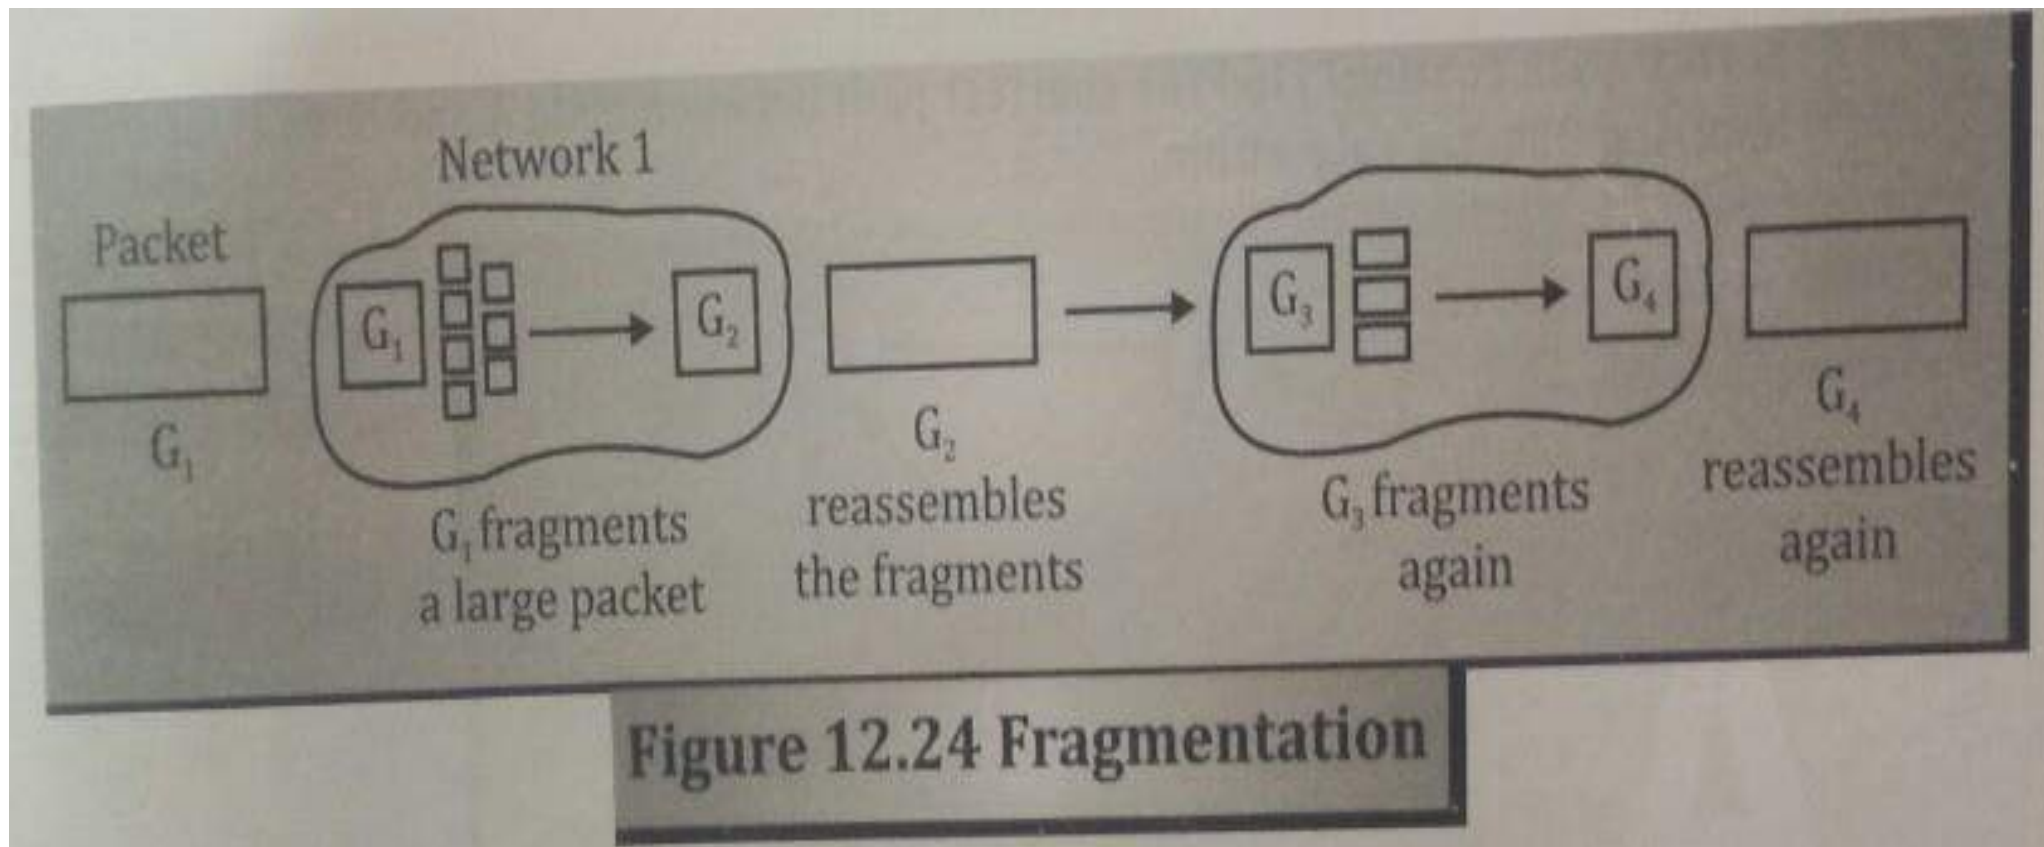 Network 1
Packet
G₁
G₁
G₂
G₃
G₄
G₁ fragments
a large packet
G₂
reassembles
the fragments
G₃ fragments
again
G₄
reassembles
again
Figure 12.24 Fragmentation